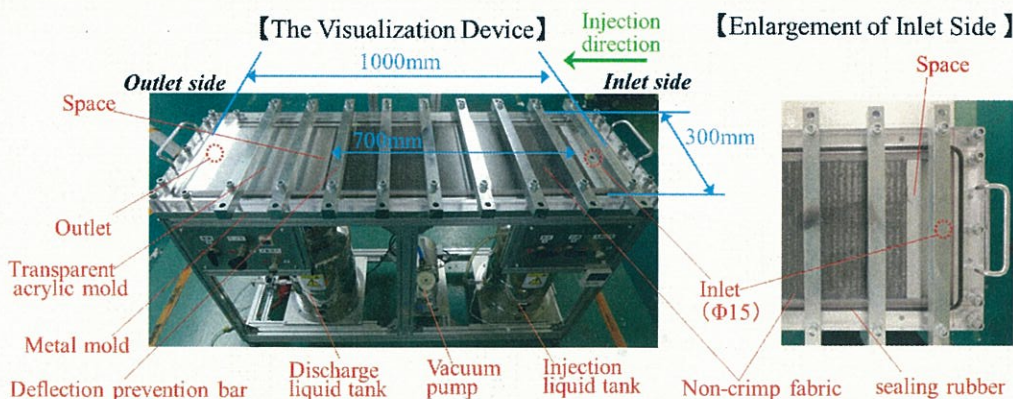 【The Visualization Device】
Injection
direction
【Enlargement of Inlet Side】
1000mm
Outlet side
Inlet side
Space
Space
700mm
300mm
Outlet
Transparent
acrylic mold
Inlet
(Φ15)
Metal mold
Deflection prevention bar
Discharge
liquid tank
Vacuum
pump
Injection
liquid tank
Non-crimp fabric
sealing rubber